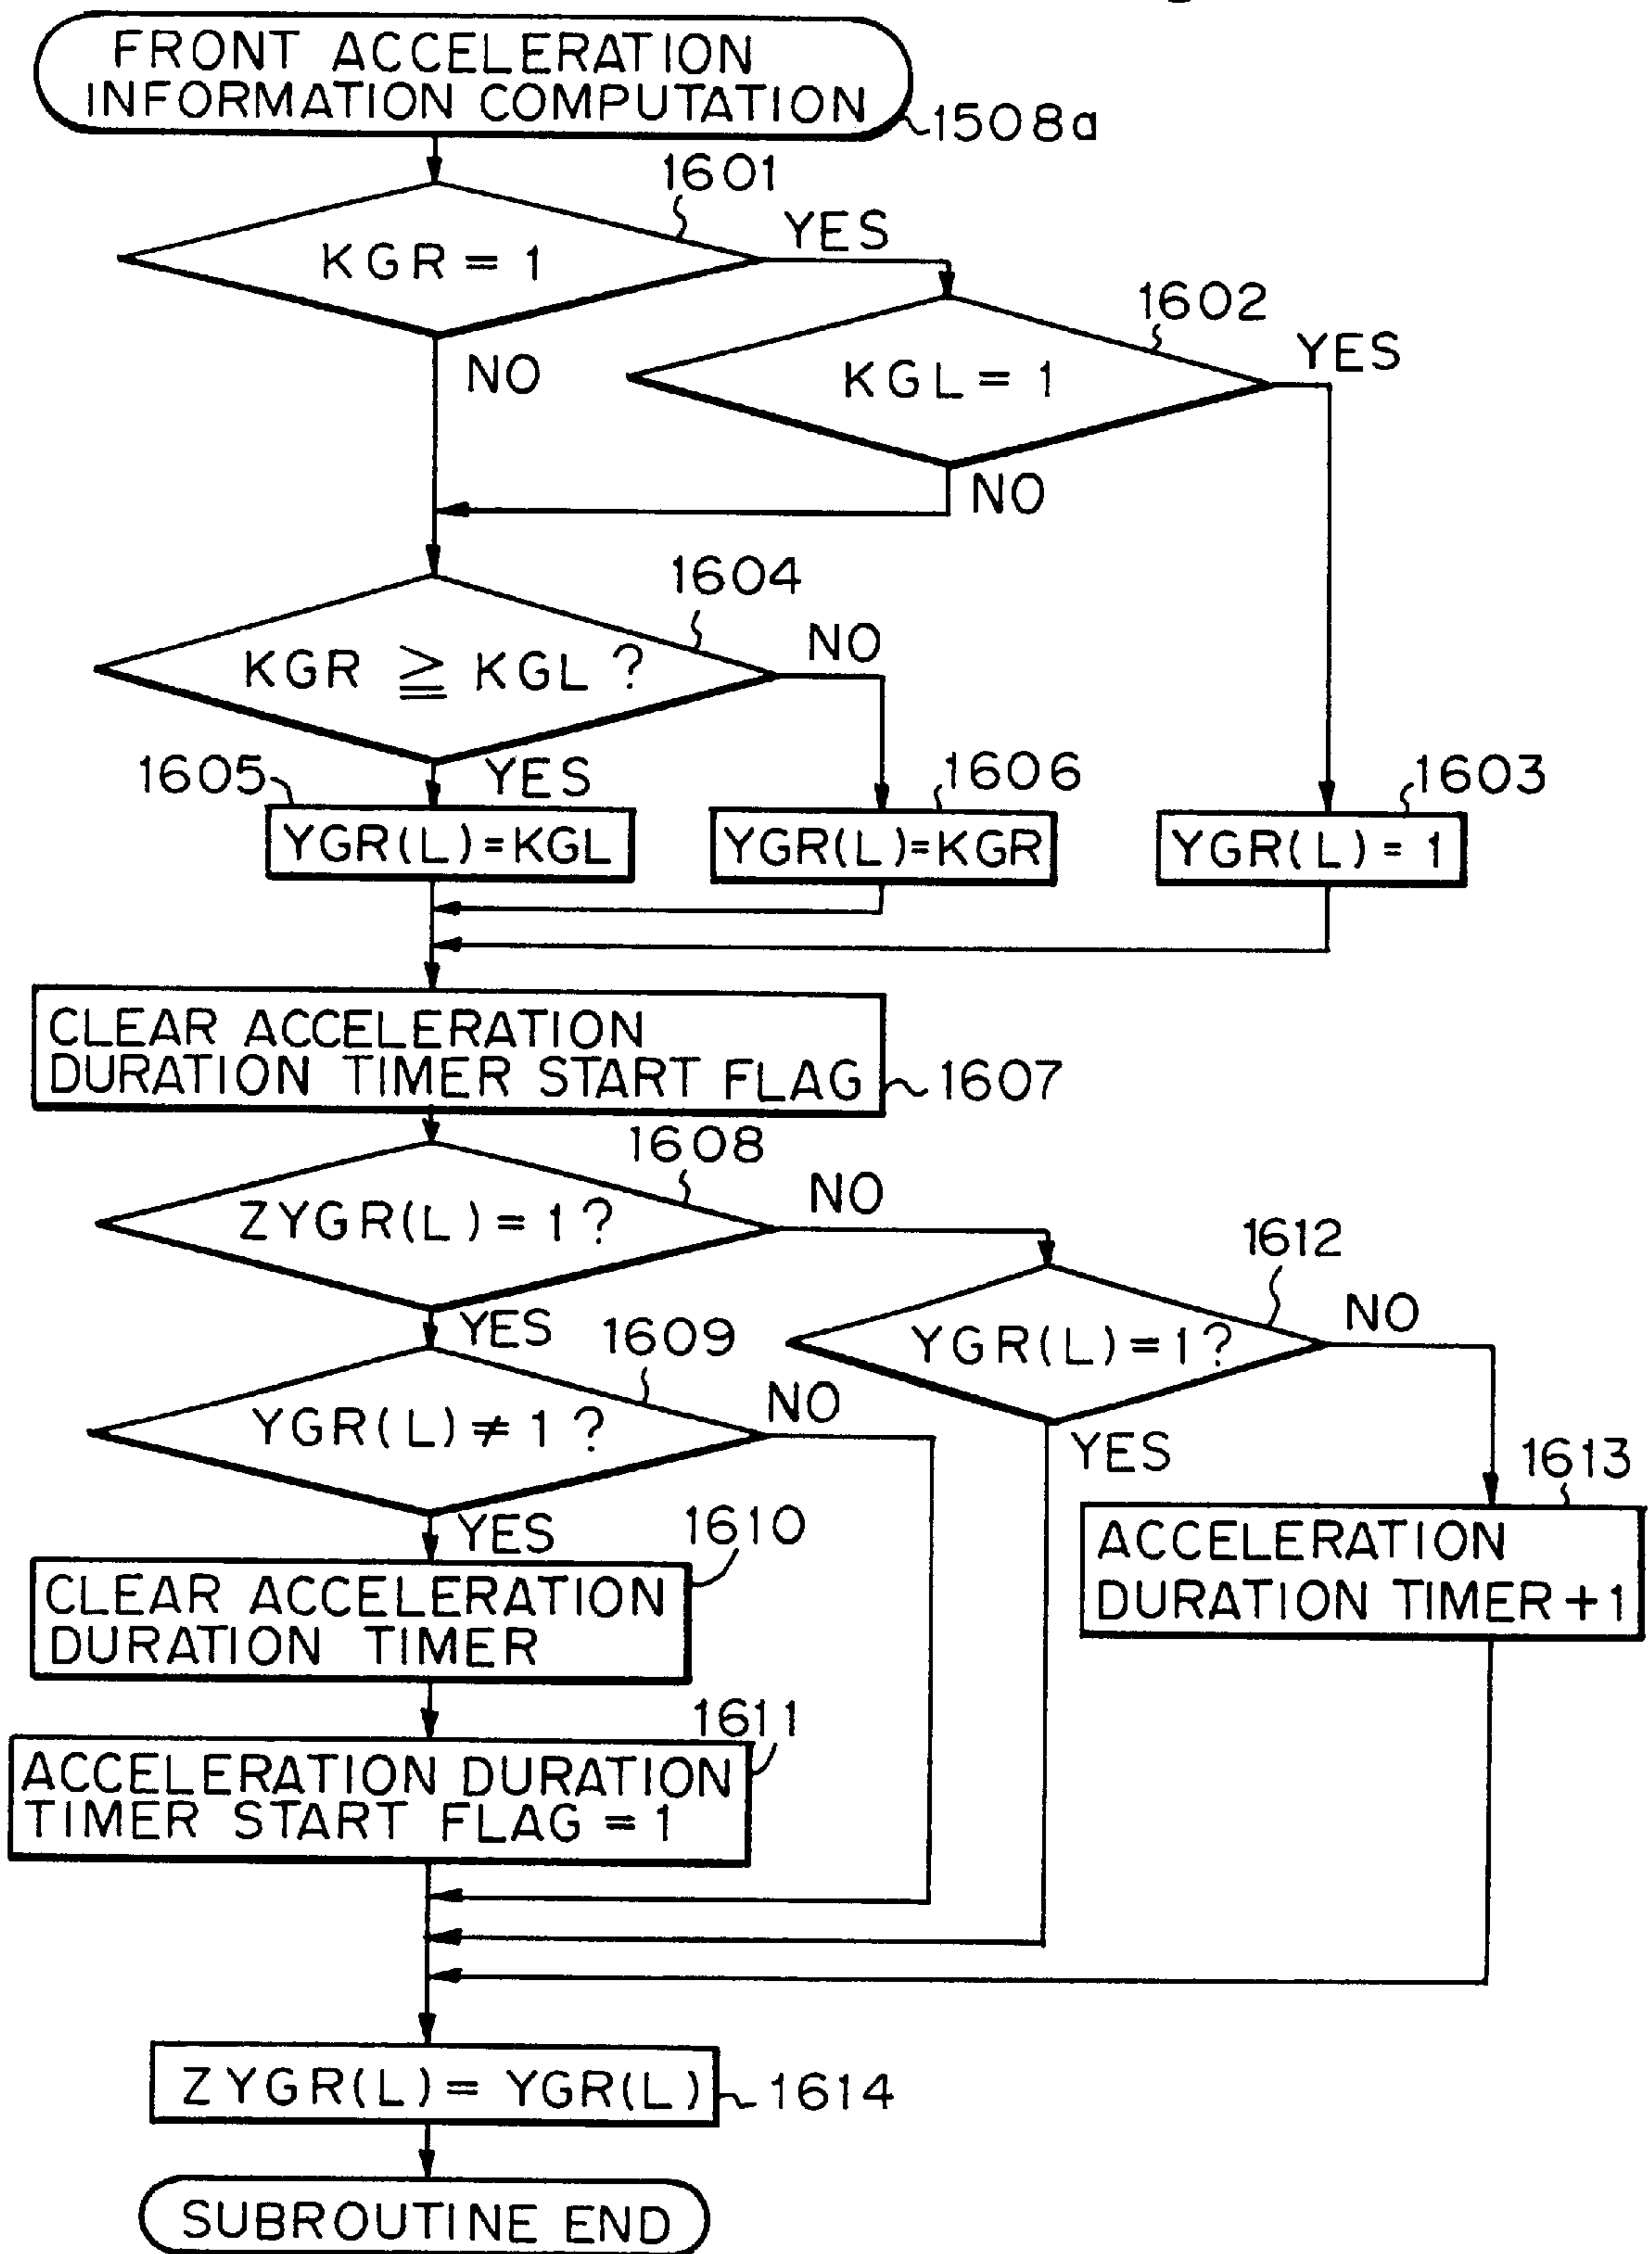 FRONT ACCELERATION
INFORMATION COMPUTATION
1508a
1601
KGR = 1
YES
NO
1602
KGL = 1
YES
NO
1604
KGR ≧ KGL ?
NO
YES
1605
YGR(L)=KGL
1606
YGR(L)=KGR
1603
YGR(L) = 1
CLEAR ACCELERATION
DURATION TIMER START FLAG
1607
1608
ZYGR(L) = 1 ?
NO
YES
1612
YGR(L) = 1 ?
NO
YES
1609
YGR(L) ≠ 1 ?
NO
YES
1613
ACCELERATION
DURATION TIMER +1
1610
CLEAR ACCELERATION
DURATION TIMER
1611
ACCELERATION DURATION
TIMER START FLAG = 1
ZYGR(L) = YGR(L)
1614
SUBROUTINE END